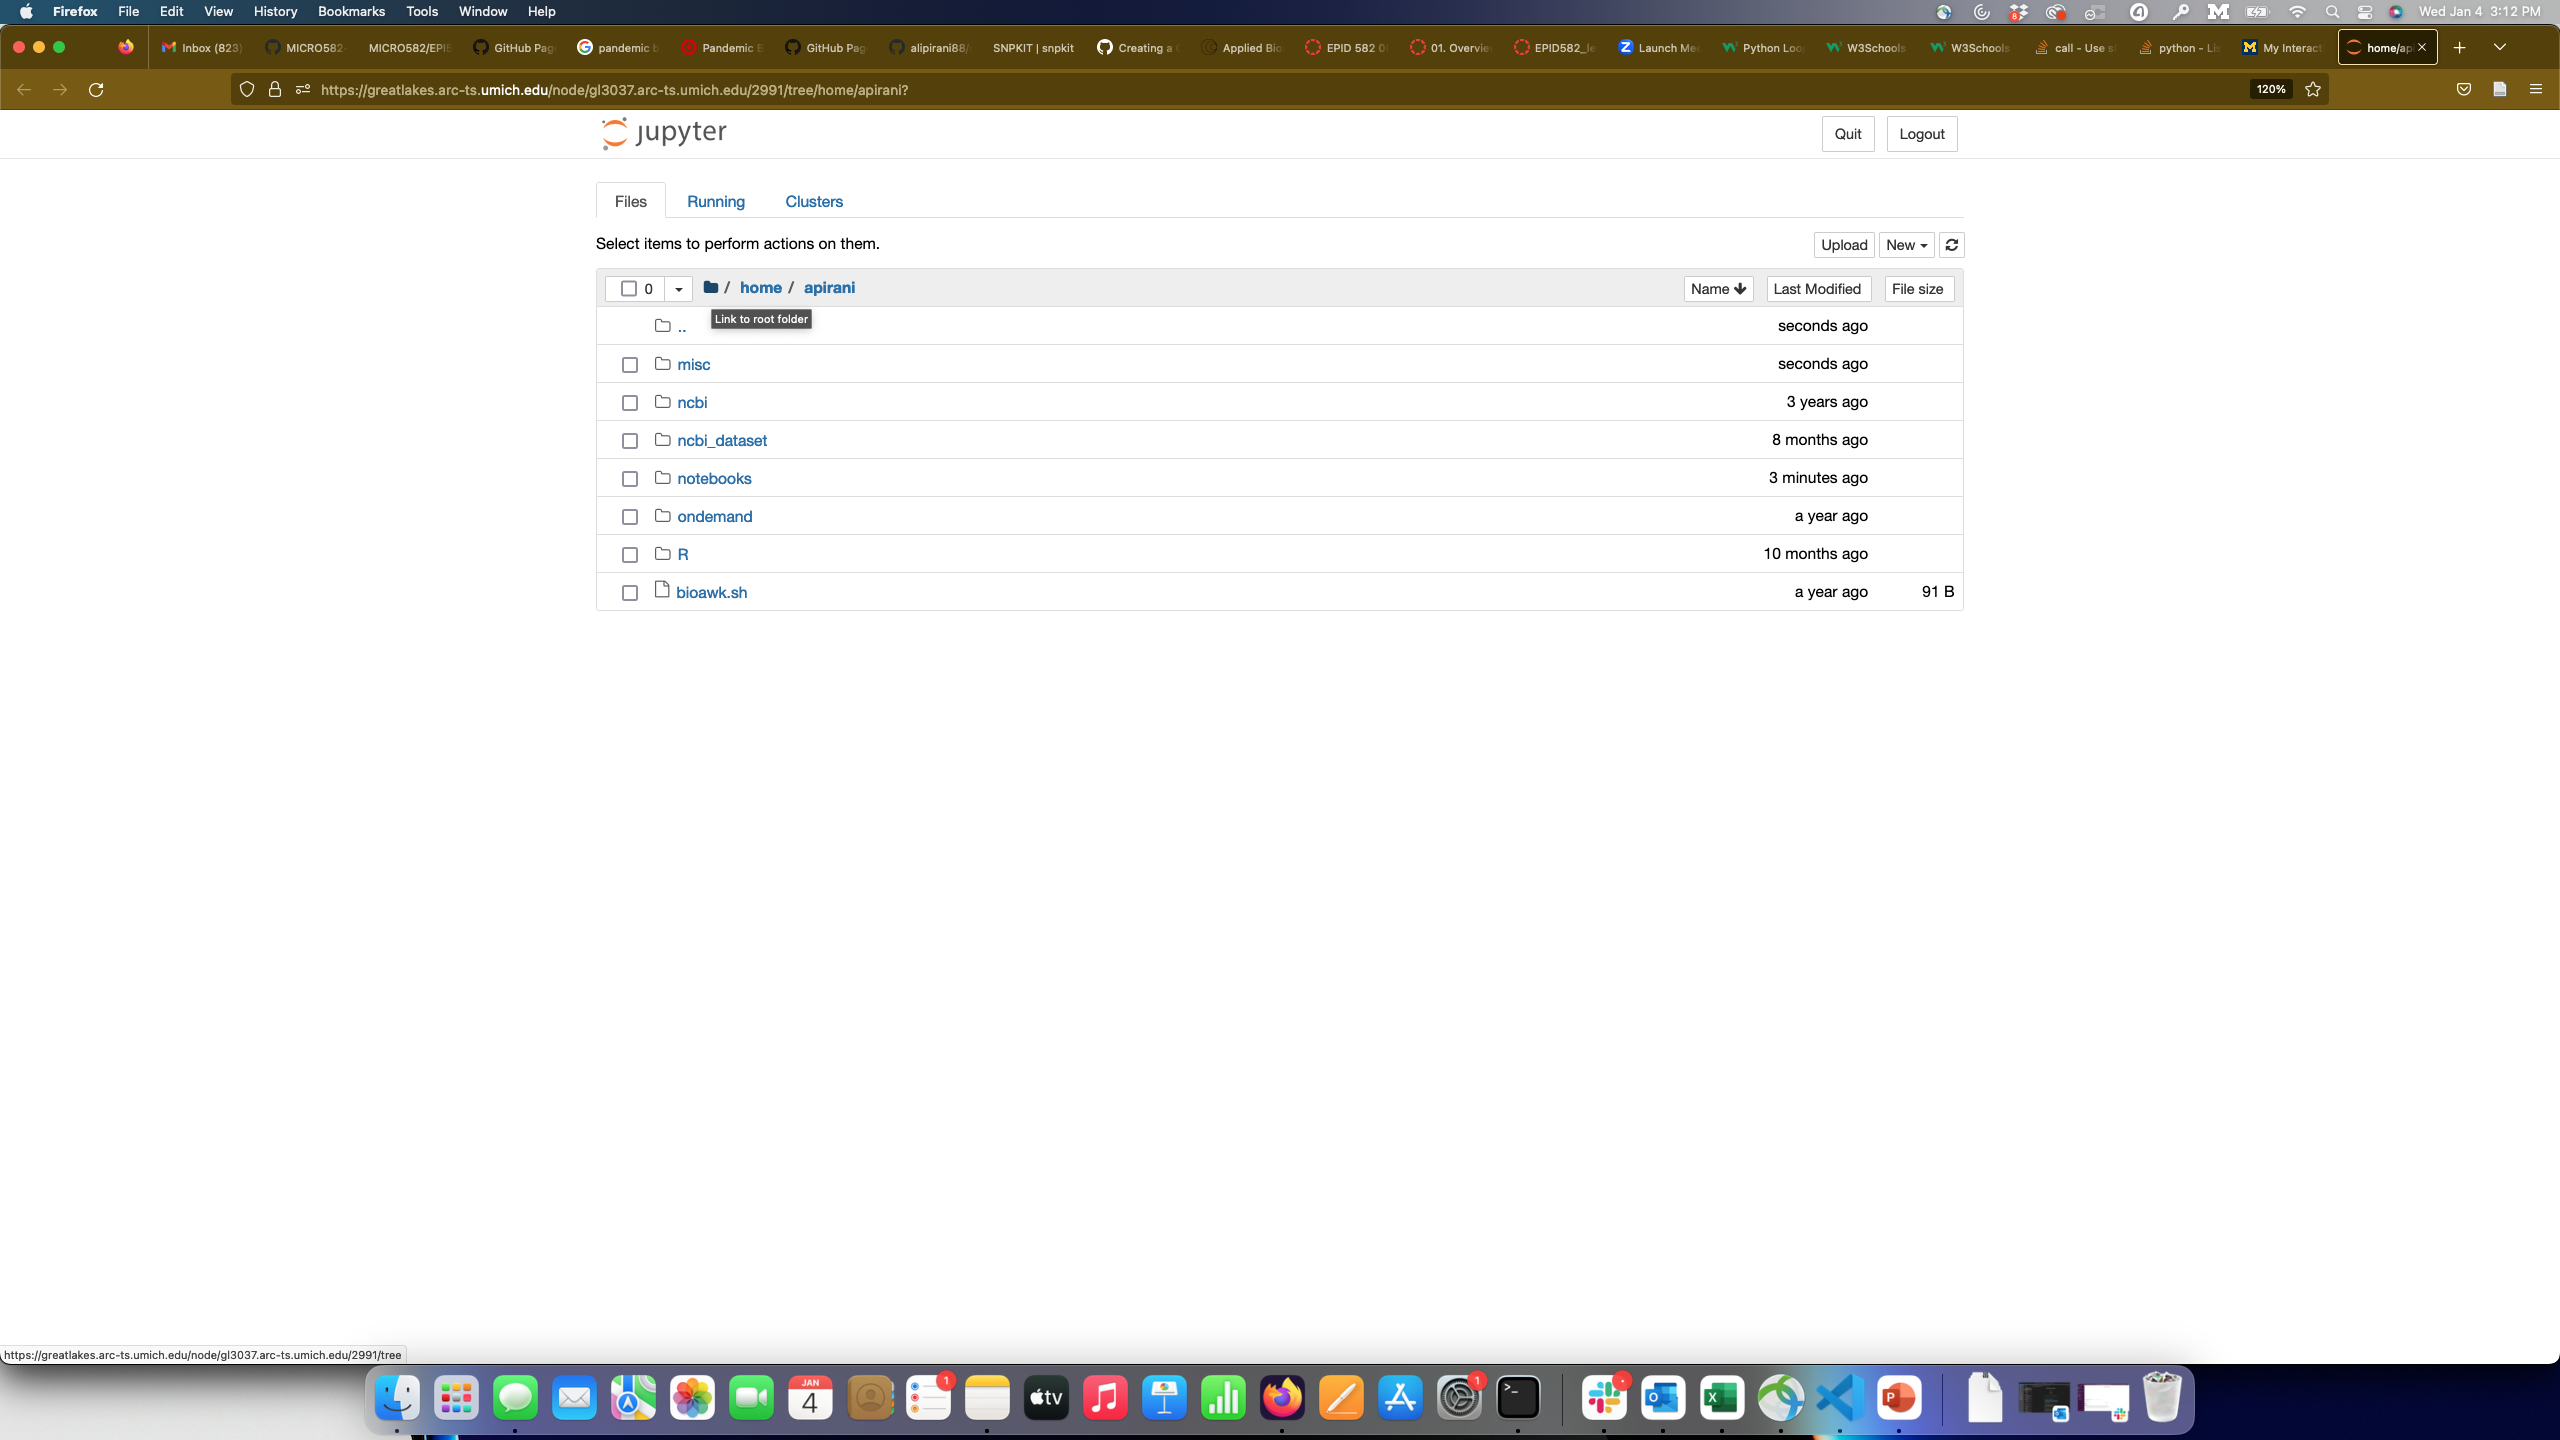 Firefox File Edit View History Bookmarks Tools Window Help
8 Wed Jan 4 3:12 PM
Inbox (823) MICRO582- MICRO582/EPI GitHub Pag pandemic b Pandemic E GitHub Pag alipirani88/ SNPKIT | snpkit Creating a Applied Bio EPID 582 01. Overvie EPID582_le Launch Me Python Loo W3Schools W3Schools call - Use s python - Lis My Interact home/ap
https://greatlakes.arc-ts.umich.edu/node/gl3037.arc-ts.umich.edu/2991/tree/home/apirani? 120%
jupyter Quit Logout
Files Running Clusters
Select items to perform actions on them. Upload New
0 / home / apirani Name Last Modified File size
Link to root folder
.. seconds ago
misc seconds ago
ncbi 3 years ago
ncbi_dataset 8 months ago
notebooks 3 minutes ago
ondemand a year ago
R 10 months ago
bioawk.sh a year ago 91 B
https://greatlakes.arc-ts.umich.edu/node/gl3037.arc-ts.umich.edu/2991/tree
JAN 4 1 tv 1 >_ O X P